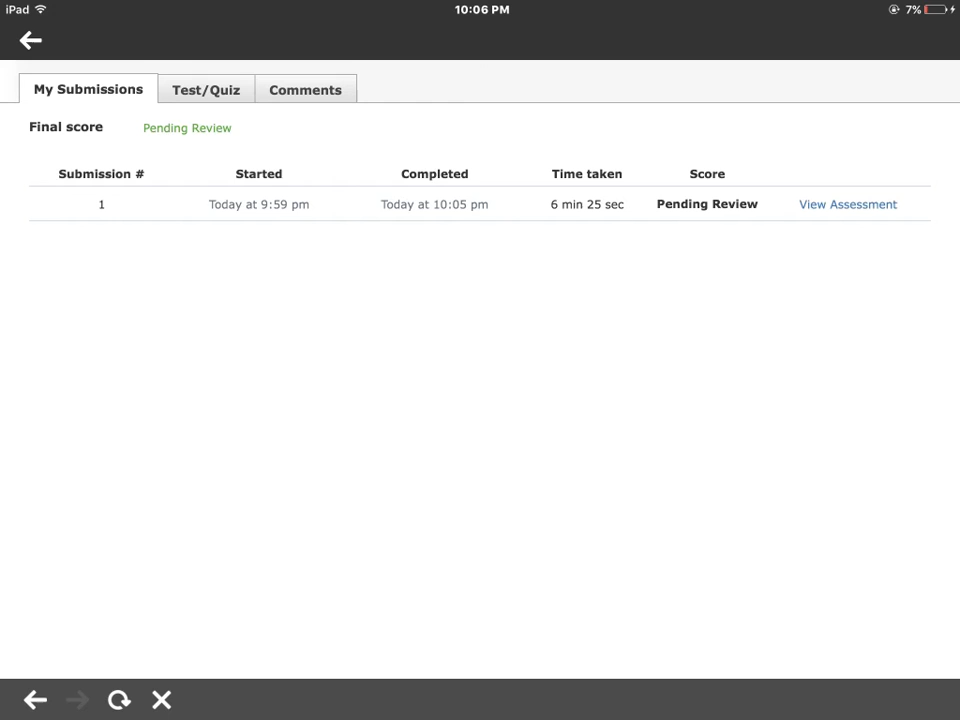 iPad 10:06 PM 7%
My Submissions Test/Quiz Comments
Final score Pending Review
Submission # Started Completed Time taken Score
1 Today at 9:59 pm Today at 10:05 pm 6 min 25 sec Pending Review View Assessment